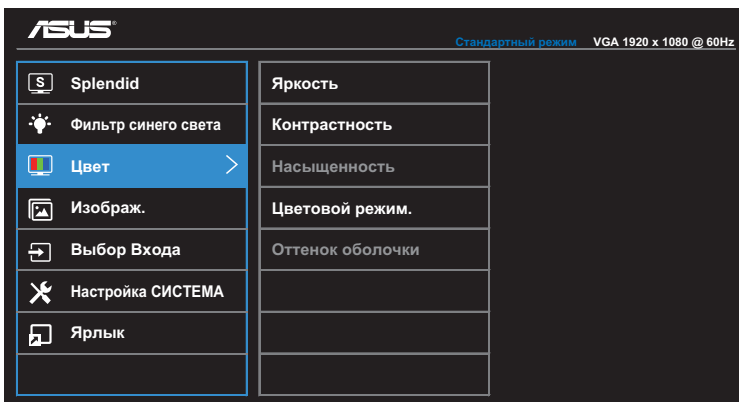 ASUS
Стандартный режим VGA 1920 x 1080 @ 60Hz
S Splendid
Фильтр синего света
Цвет
Изображ.
Выбор Входа
Настройка СИСТЕМА
Ярлык
Яркость
Контрастность
Насыщенность
Цветовой режим.
Оттенок оболочки